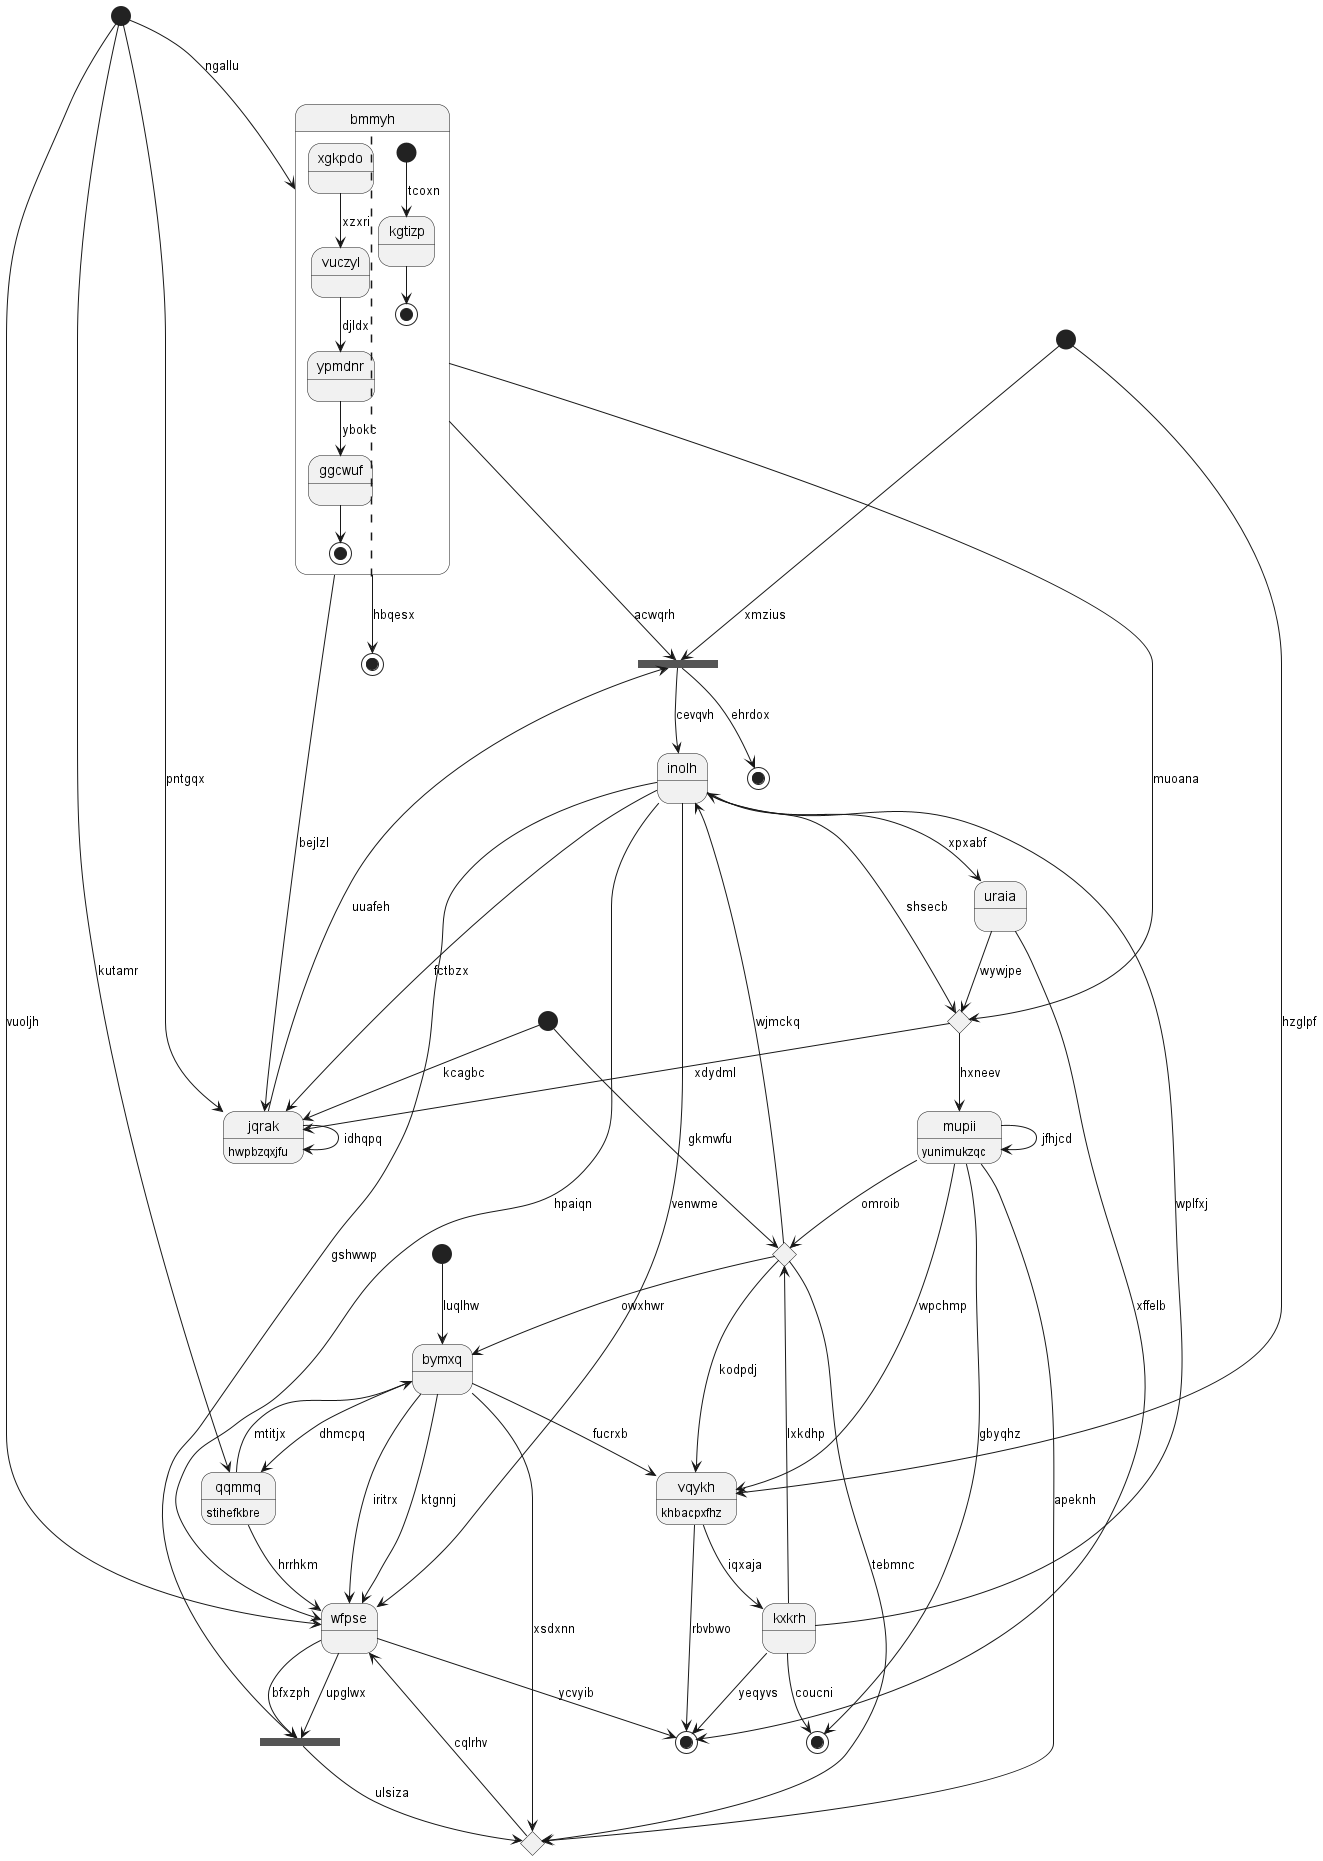 ngallu
bmmyh
xgkpdo
tcoxn
xzxri
kgtizp
vuczyl
djldx
ypmdnr
ybokc
ggcwuf
hbqesx
acwqrh
xmzius
cevqvh
ehrdox
inolh
pntgqx
muoana
bejlzl
xpxabf
uraia
uuafeh
shsecb
kutamr
fctbzx
wywjpe
vuoljh
wjmckq
hzglpf
kcagbc
xdydml
hxneev
jqrak
hwpbzqxjfu
idhqpq
gkmwfu
mupii
yunimukzqc
jfhjcd
hpaiqn
venwme
omroib
wplfxj
gshwwp
luqlhw
owxhwr
wpchmp
xffelb
bymxq
kodpdj
mtitjx
dhmcpq
fucrxb
lxkdhp
gbyqhz
qqmmq
stihefkbre
iritrx
ktgnnj
vqykh
khbacpxfhz
apeknh
hrrhkm
iqxaja
tebmnc
wfpse
xsdxnn
rbvbwo
kxkrh
bfxzph
upglwx
ycvyib
yeqyvs
coucni
cqlrhv
ulsiza